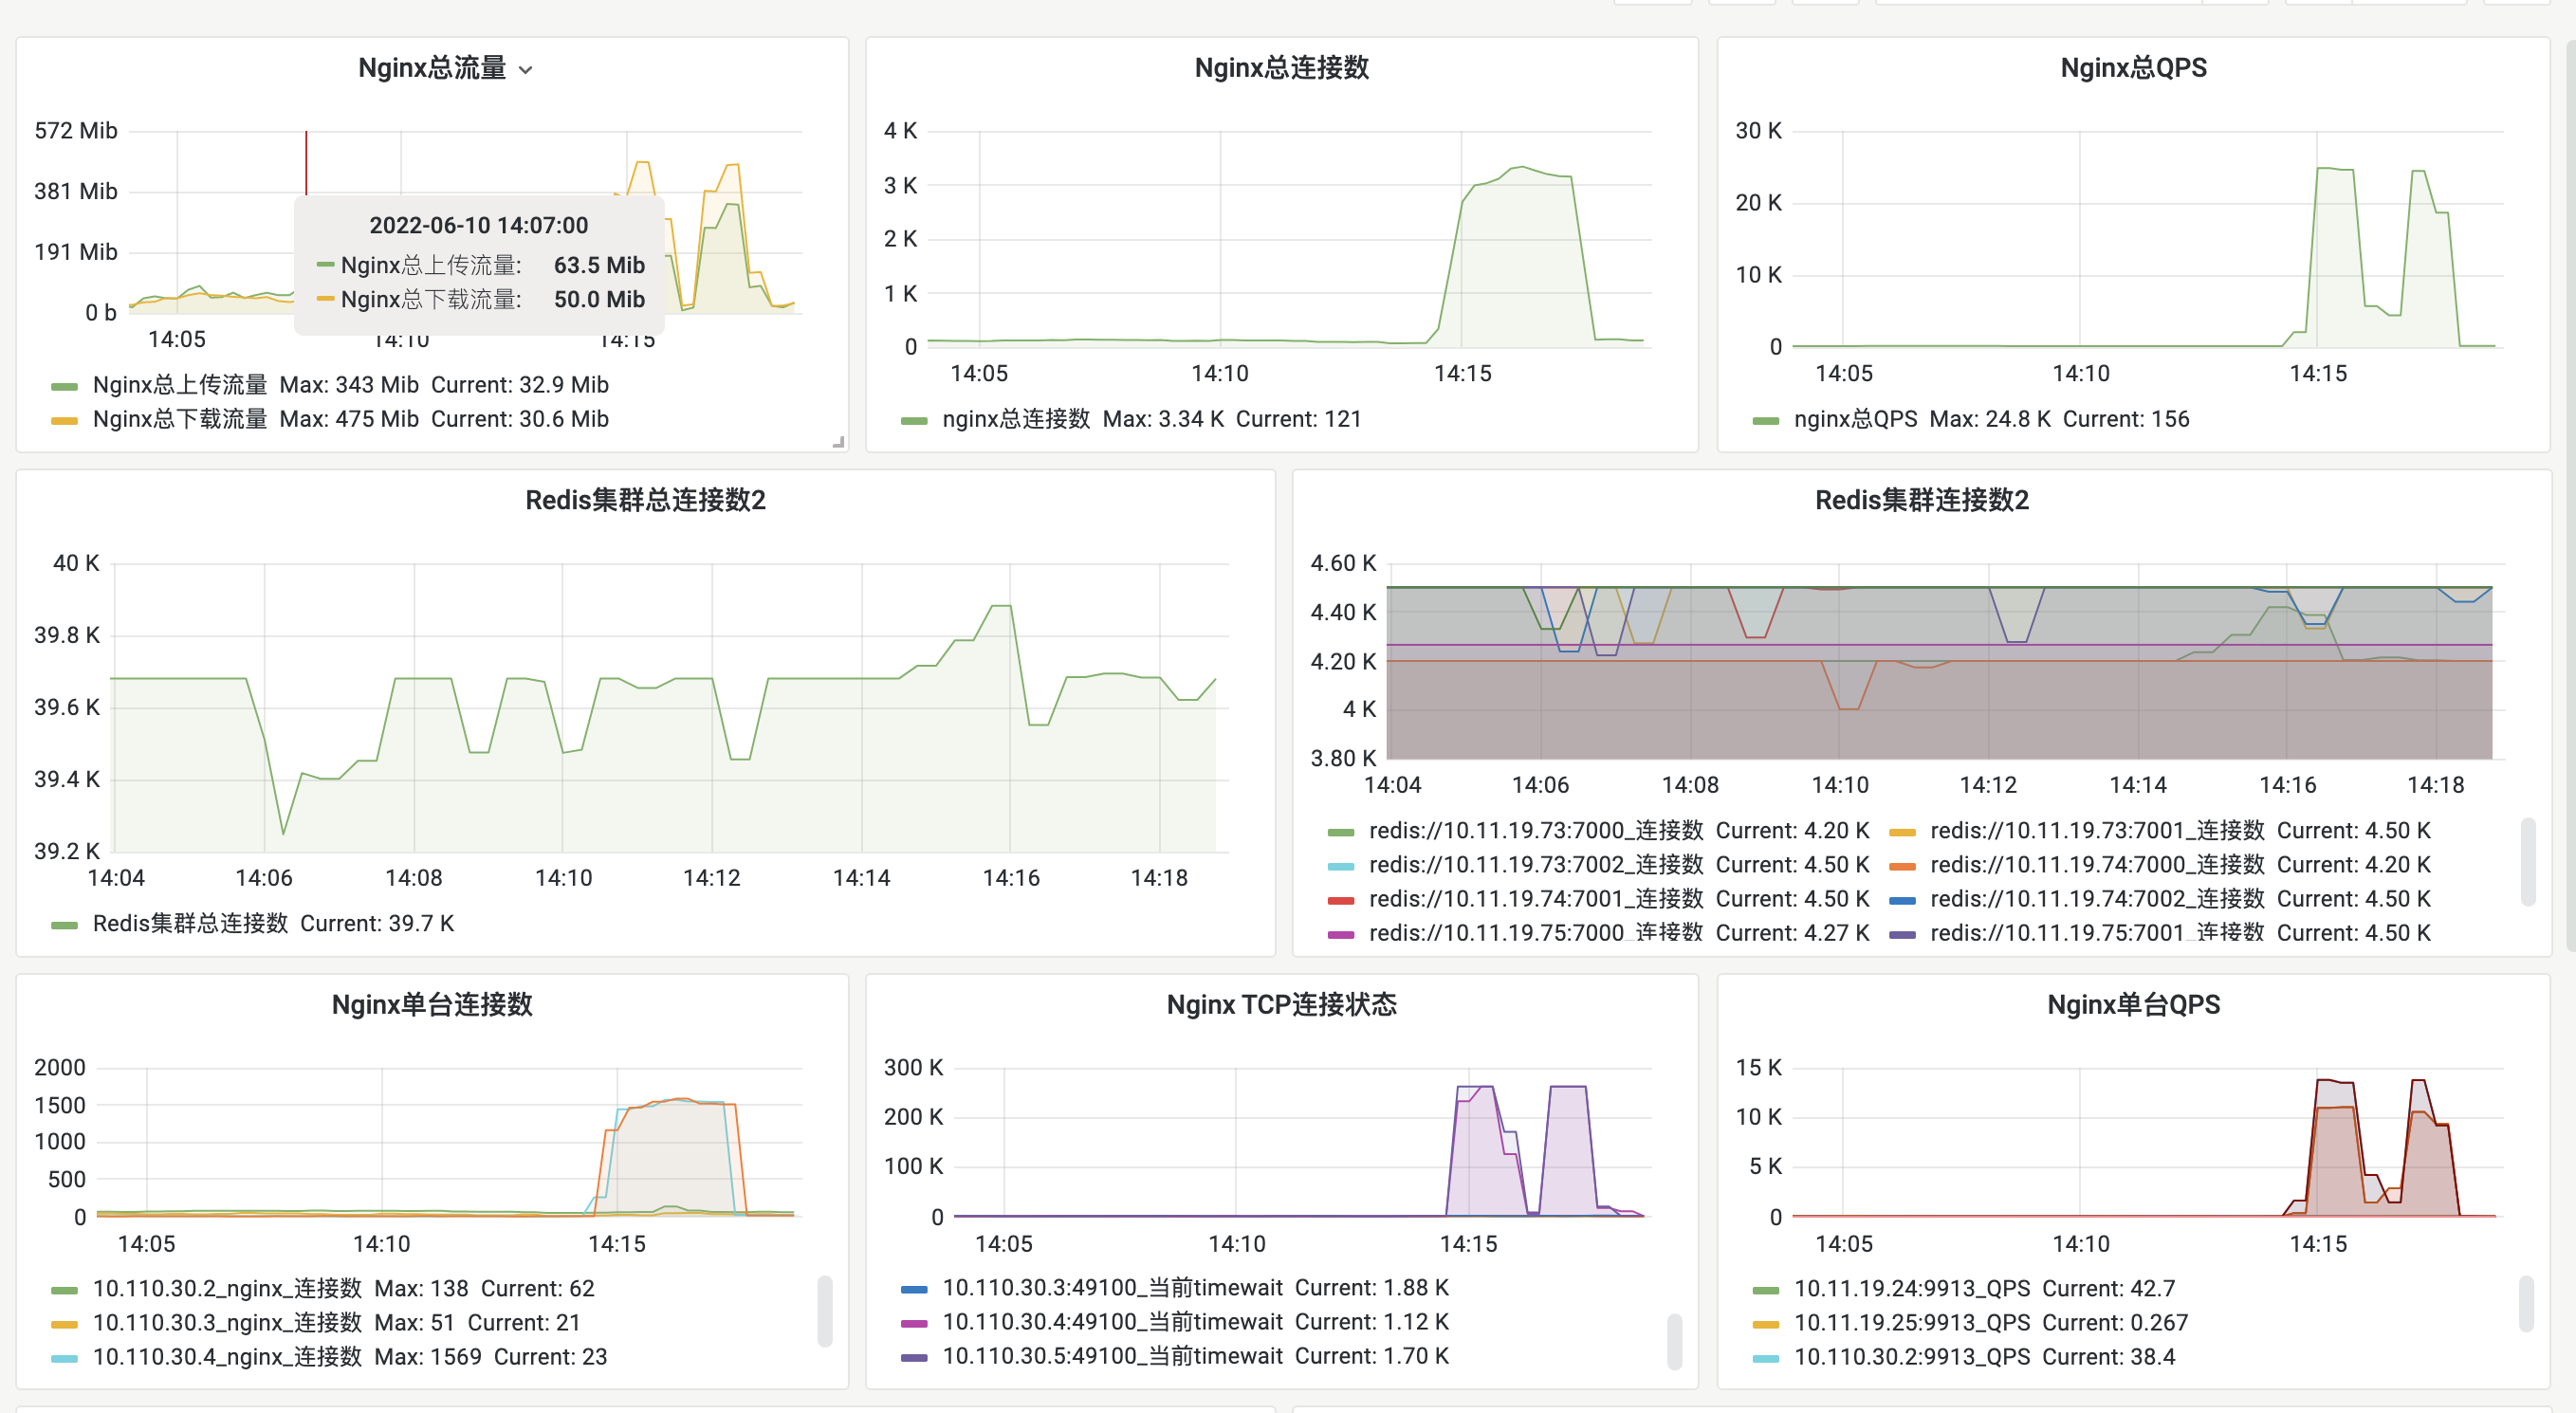 Nginx总流量
572 Mib
381 Mib
191 Mib
0 b
2022-06-10 14:07:00
Nginx总上传流量: 63.5 Mib
Nginx总下载流量: 50.0 Mib
14:05 14:10 14:15
Nginx总上传流量 Max: 343 Mib Current: 32.9 Mib
Nginx总下载流量 Max: 475 Mib Current: 30.6 Mib
Nginx总连接数
4 K
3 K
2 K
1 K
0
14:05 14:10 14:15
nginx总连接数 Max: 3.34 K Current: 121
Nginx总QPS
30 K
20 K
10 K
0
14:05 14:10 14:15
nginx总QPS Max: 24.8 K Current: 156
Redis集群总连接数2
40 K
39.8 K
39.6 K
39.4 K
39.2 K
14:04 14:06 14:08 14:10 14:12 14:14 14:16 14:18
Redis集群总连接数 Current: 39.7 K
Redis集群连接数2
4.60 K
4.40 K
4.20 K
4 K
3.80 K
14:04 14:06 14:08 14:10 14:12 14:14 14:16 14:18
redis://10.11.19.73:7000_连接数 Current: 4.20 K redis://10.11.19.73:7001_连接数 Current: 4.50 K
redis://10.11.19.73:7002_连接数 Current: 4.50 K redis://10.11.19.74:7000_连接数 Current: 4.20 K
redis://10.11.19.74:7001_连接数 Current: 4.50 K redis://10.11.19.74:7002_连接数 Current: 4.50 K
redis://10.11.19.75:7000_连接数 Current: 4.27 K redis://10.11.19.75:7001_连接数 Current: 4.50 K
Nginx单台连接数
2000
1500
1000
500
0
14:05 14:10 14:15
10.110.30.2_nginx_连接数 Max: 138 Current: 62
10.110.30.3_nginx_连接数 Max: 51 Current: 21
10.110.30.4_nginx_连接数 Max: 1569 Current: 23
Nginx TCP连接状态
300 K
200 K
100 K
0
14:05 14:10 14:15
10.110.30.3:49100_当前timewait Current: 1.88 K
10.110.30.4:49100_当前timewait Current: 1.12 K
10.110.30.5:49100_当前timewait Current: 1.70 K
Nginx单台QPS
15 K
10 K
5 K
0
14:05 14:10 14:15
10.11.19.24:9913_QPS Current: 42.7
10.11.19.25:9913_QPS Current: 0.267
10.110.30.2:9913_QPS Current: 38.4